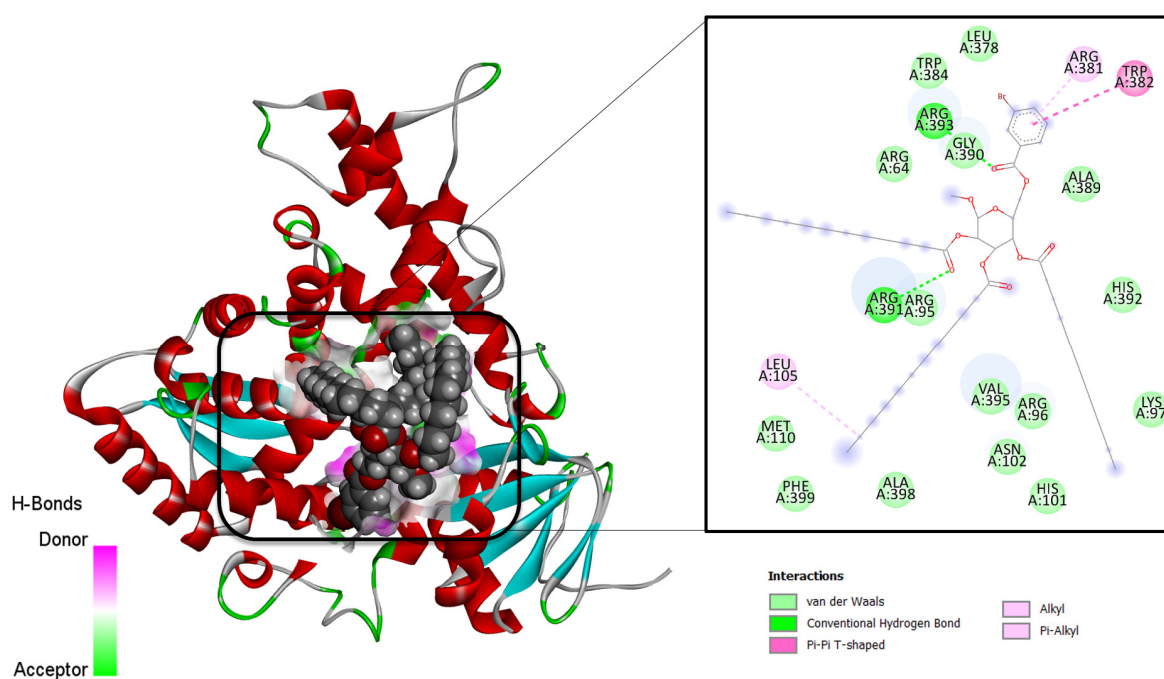 LEU
A:378
TRP
A:384
ARG
A:381
TRP
A:382
Br
ARG
A:393
GLY
A:390
ARG
A:64
ALA
A:389
O
O
O
O
O
O
O
O
O
O
ARG
A:391
ARG
A:95
HIS
A:392
LEU
A:105
VAL
A:395
ARG
A:96
LYS
A:97
MET
A:110
ASN
A:102
PHE
A:399
ALA
A:398
HIS
A:101
H-Bonds
Donor
Acceptor
Interactions
van der Waals
Conventional Hydrogen Bond
Pi-Pi T-shaped
Alkyl
Pi-Alkyl